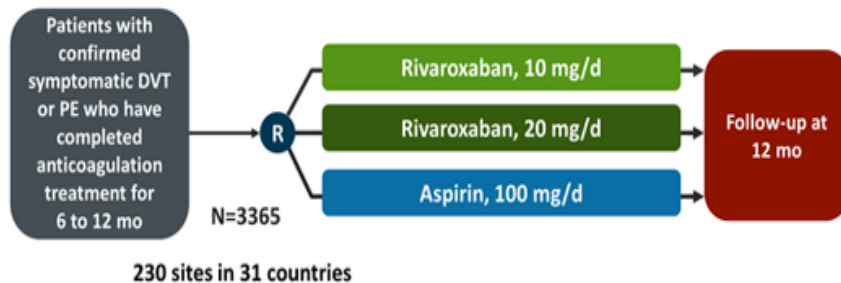 Patients with
confirmed
symptomatic DVT
or PE who have
completed
anticoagulation
treatment for
6 to 12 mo
N=3365
R
Rivaroxaban, 10 mg/d
Rivaroxaban, 20 mg/d
Aspirin, 100 mg/d
Follow-up at
12 mo
230 sites in 31 countries